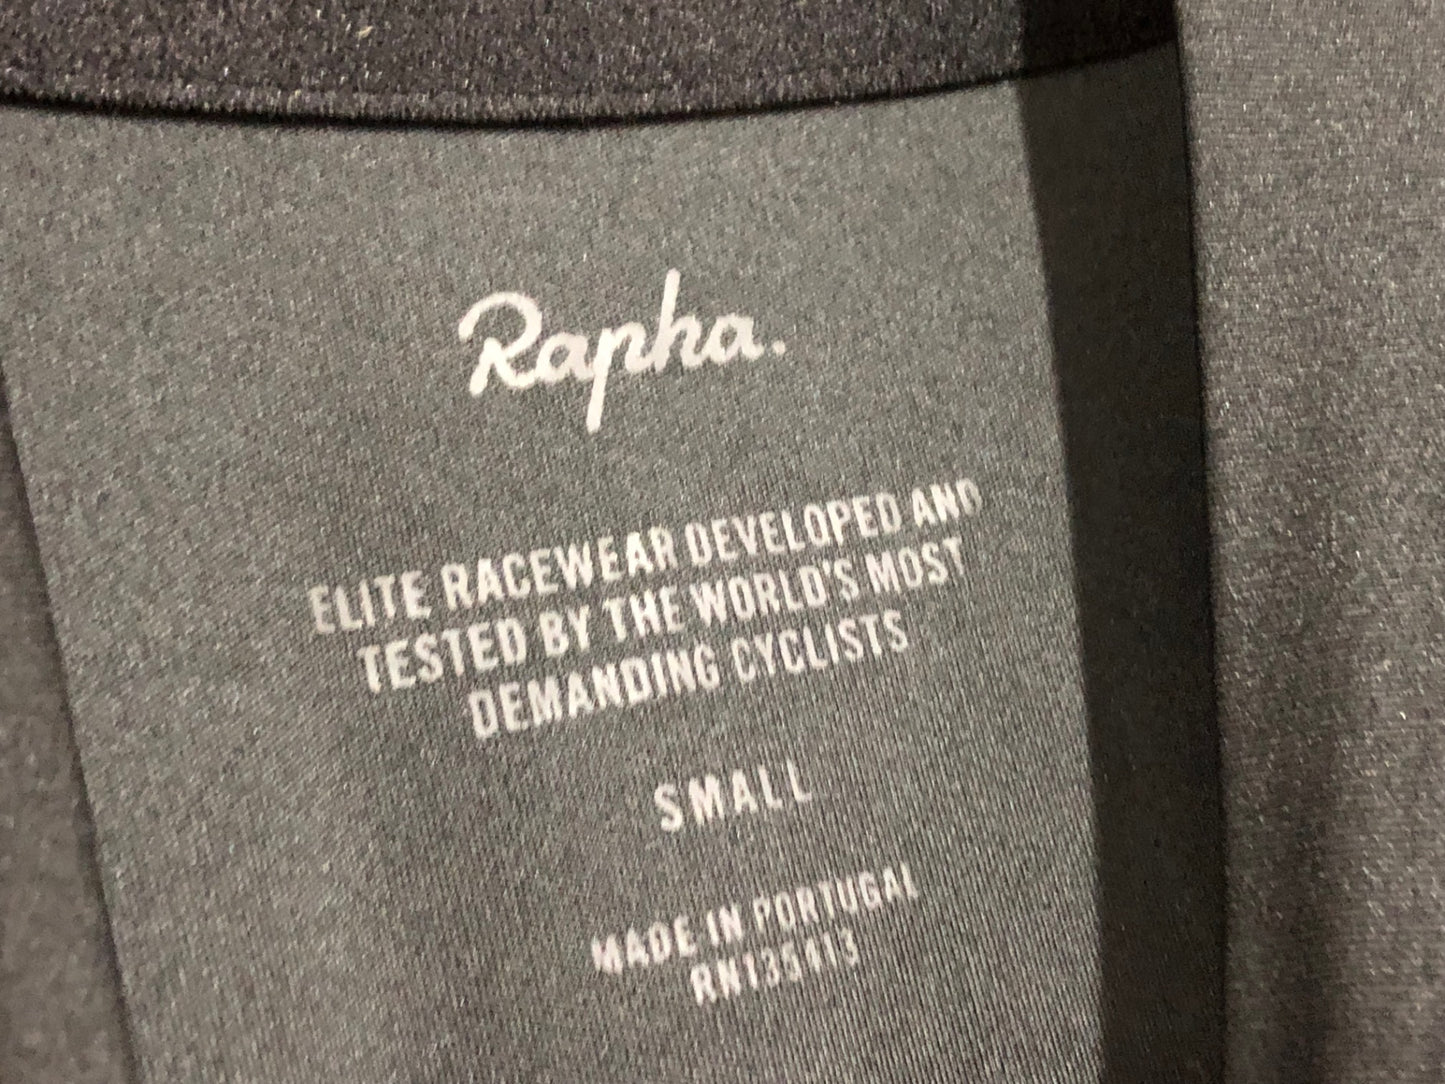 Rapha.
ELITE RACEWEAR DEVELOPED AND
TESTED BY THE WORLD'S MOST
DEMANDING CYCLISTS
SMALL
MADE IN PORTUGAL
RN135413